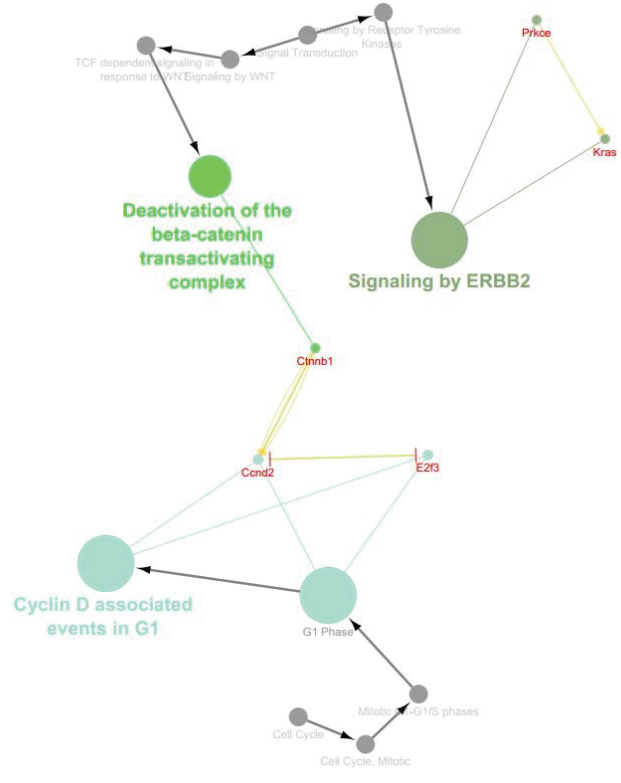 Signaling by Receptor Tyrosine
Kinases
Signal Transduction
TCF dependent signaling in
response to WNT
Signaling by WNT
Prkce
Kras
Deactivation of the
beta-catenin
transactivating
complex
Signaling by ERBB2
Ctnnb1
Ccnd2
E2f3
Cyclin D associated
events in G1
G1 Phase
Mitotic G1-G1/S phases
Cell Cycle
Cell Cycle, Mitotic